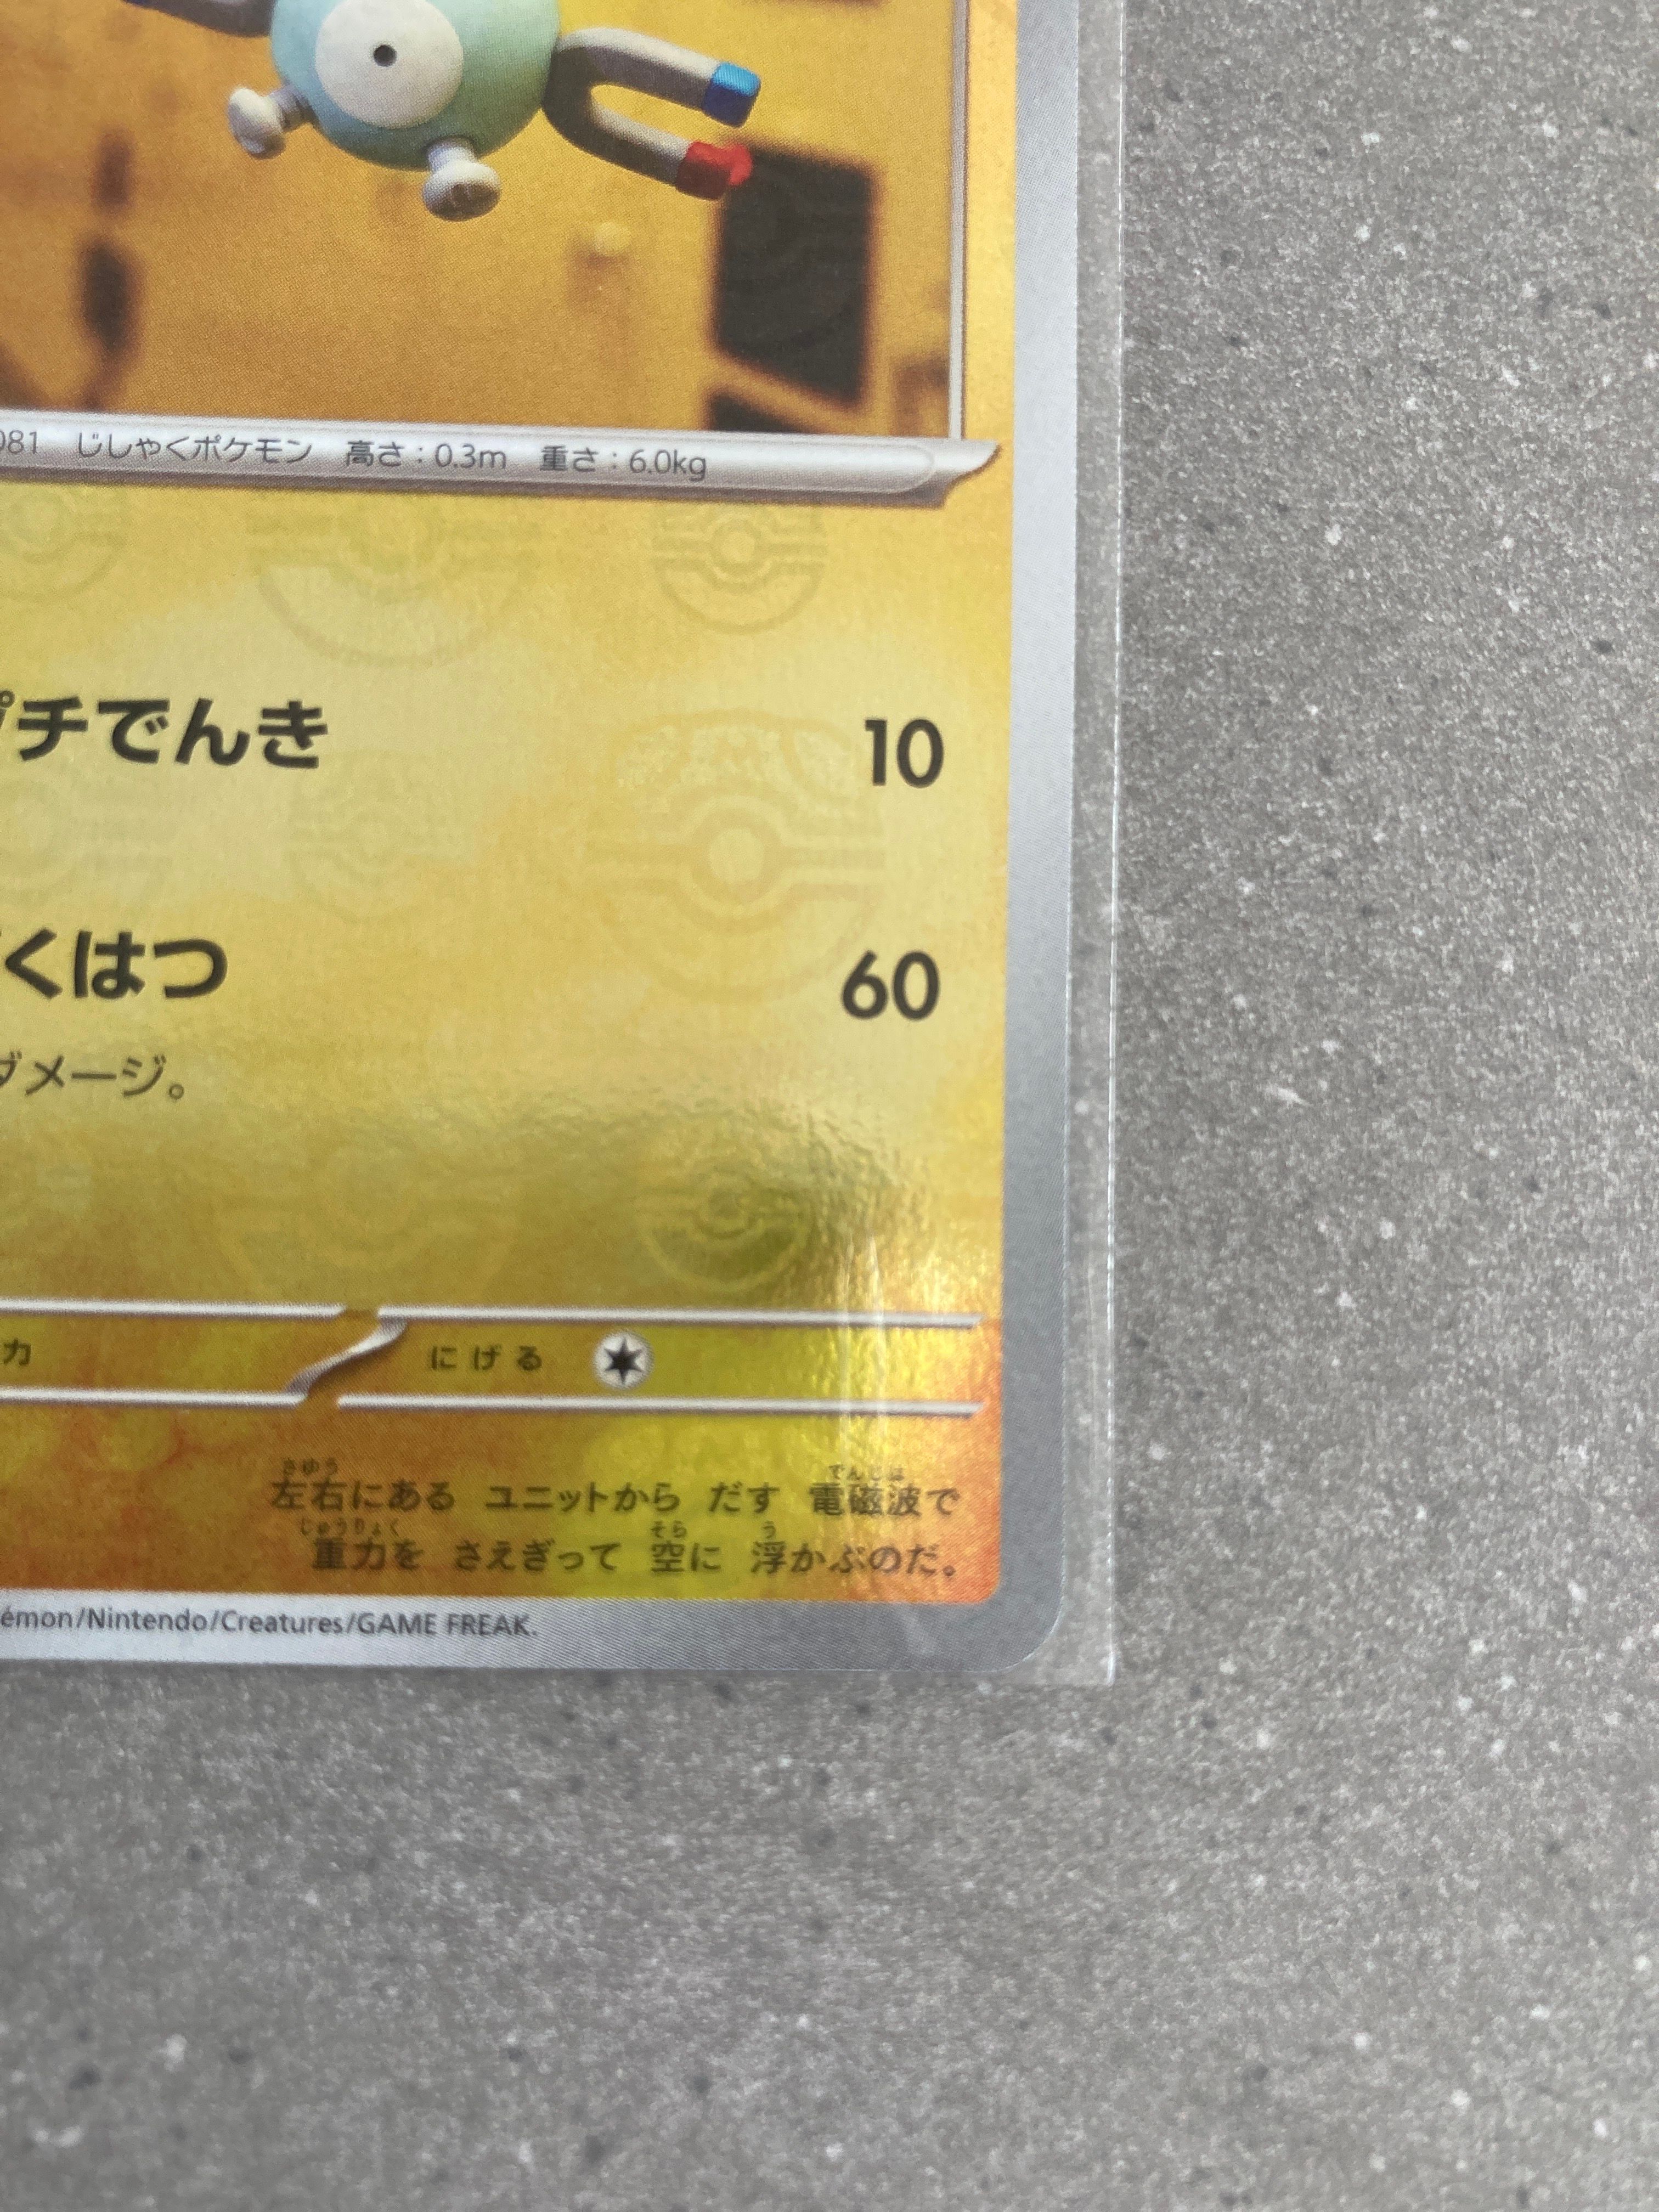 081 じしゃくポケモン 高さ：0.3m 重さ：6.0kg
プチでんき 10
くはつ 60
ダメージ。
力 にげる
さゆう でんじは
左右にある ユニットから だす 電磁波で
じゅうりょく そら う
重力を さえぎって 空に 浮かぶのだ。
émon/Nintendo/Creatures/GAME FREAK.